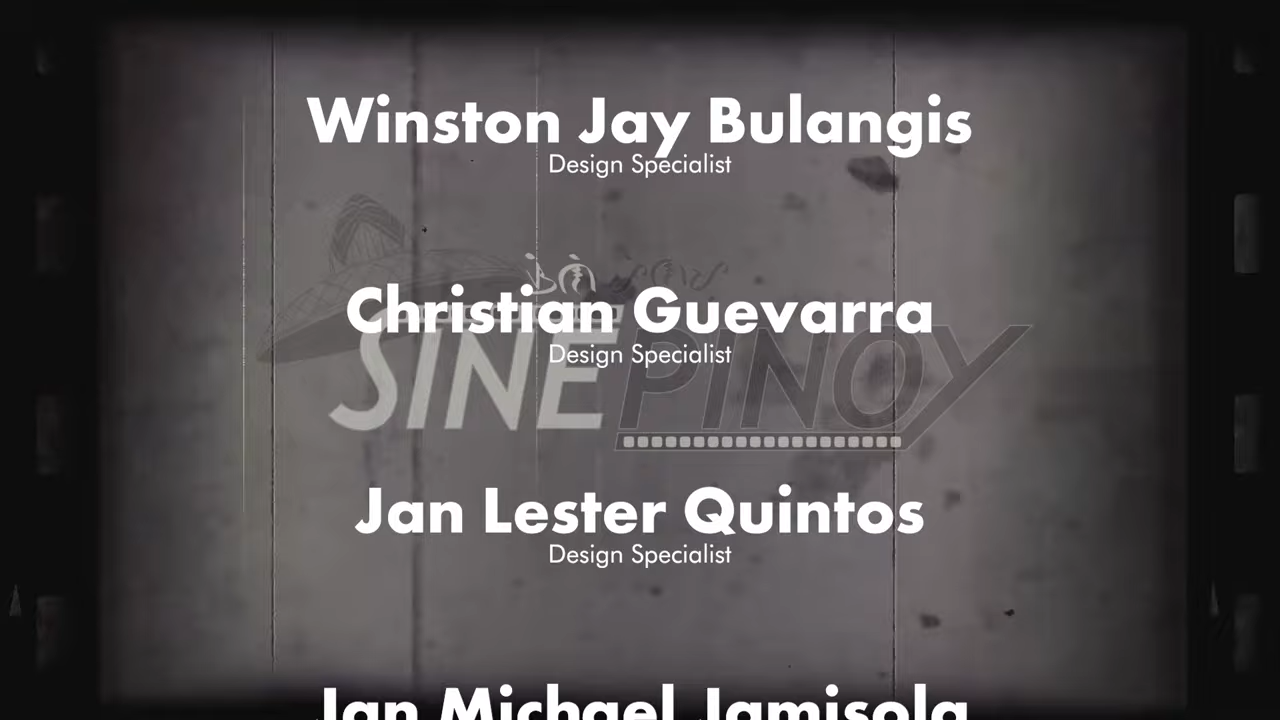 Winston Jay Bulangis
Design Specialist
Christian Guevarra
Design Specialist
SINEPINOY
Jan Lester Quintos
Design Specialist
Jan Michael Jamisola